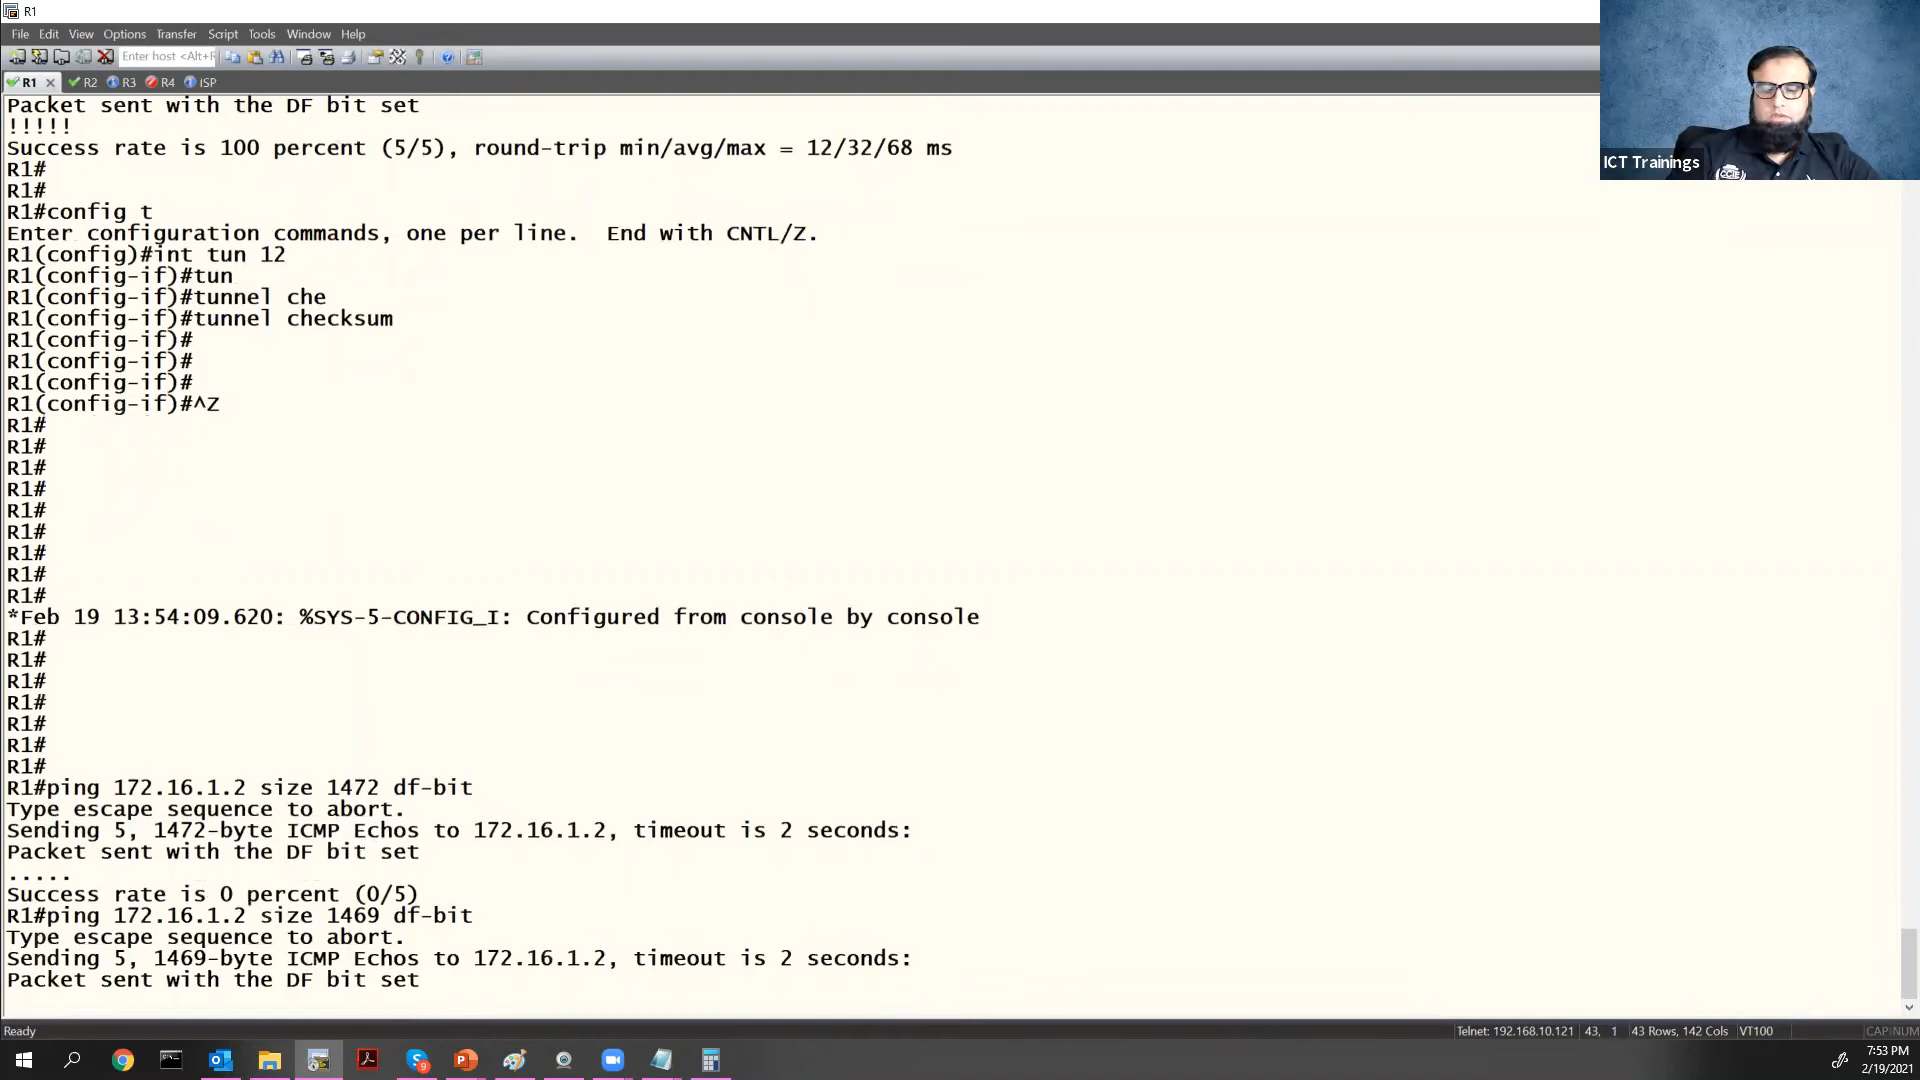 R1
File Edit View Options Transfer Script Tools Window Help
Enter host <Alt+R
R1 R2 R3 R4 ISP
Packet sent with the DF bit set
!!!!!
Success rate is 100 percent (5/5), round-trip min/avg/max = 12/32/68 ms
R1#
R1#
R1#config t
Enter configuration commands, one per line.  End with CNTL/Z.
R1(config)#int tun 12
R1(config-if)#tun
R1(config-if)#tunnel che
R1(config-if)#tunnel checksum
R1(config-if)#
R1(config-if)#
R1(config-if)#
R1(config-if)#^Z
R1#
R1#
R1#
R1#
R1#
R1#
R1#
R1#
R1#
*Feb 19 13:54:09.620: %SYS-5-CONFIG_I: Configured from console by console
R1#
R1#
R1#
R1#
R1#
R1#
R1#
R1#ping 172.16.1.2 size 1472 df-bit
Type escape sequence to abort.
Sending 5, 1472-byte ICMP Echos to 172.16.1.2, timeout is 2 seconds:
Packet sent with the DF bit set
.....
Success rate is 0 percent (0/5)
R1#ping 172.16.1.2 size 1469 df-bit
Type escape sequence to abort.
Sending 5, 1469-byte ICMP Echos to 172.16.1.2, timeout is 2 seconds:
Packet sent with the DF bit set
ICT Trainings
CCIE
Ready
Telnet: 192.168.10.121 43, 1 43 Rows, 142 Cols VT100 CAP NUM
9
7:53 PM
2/19/2021